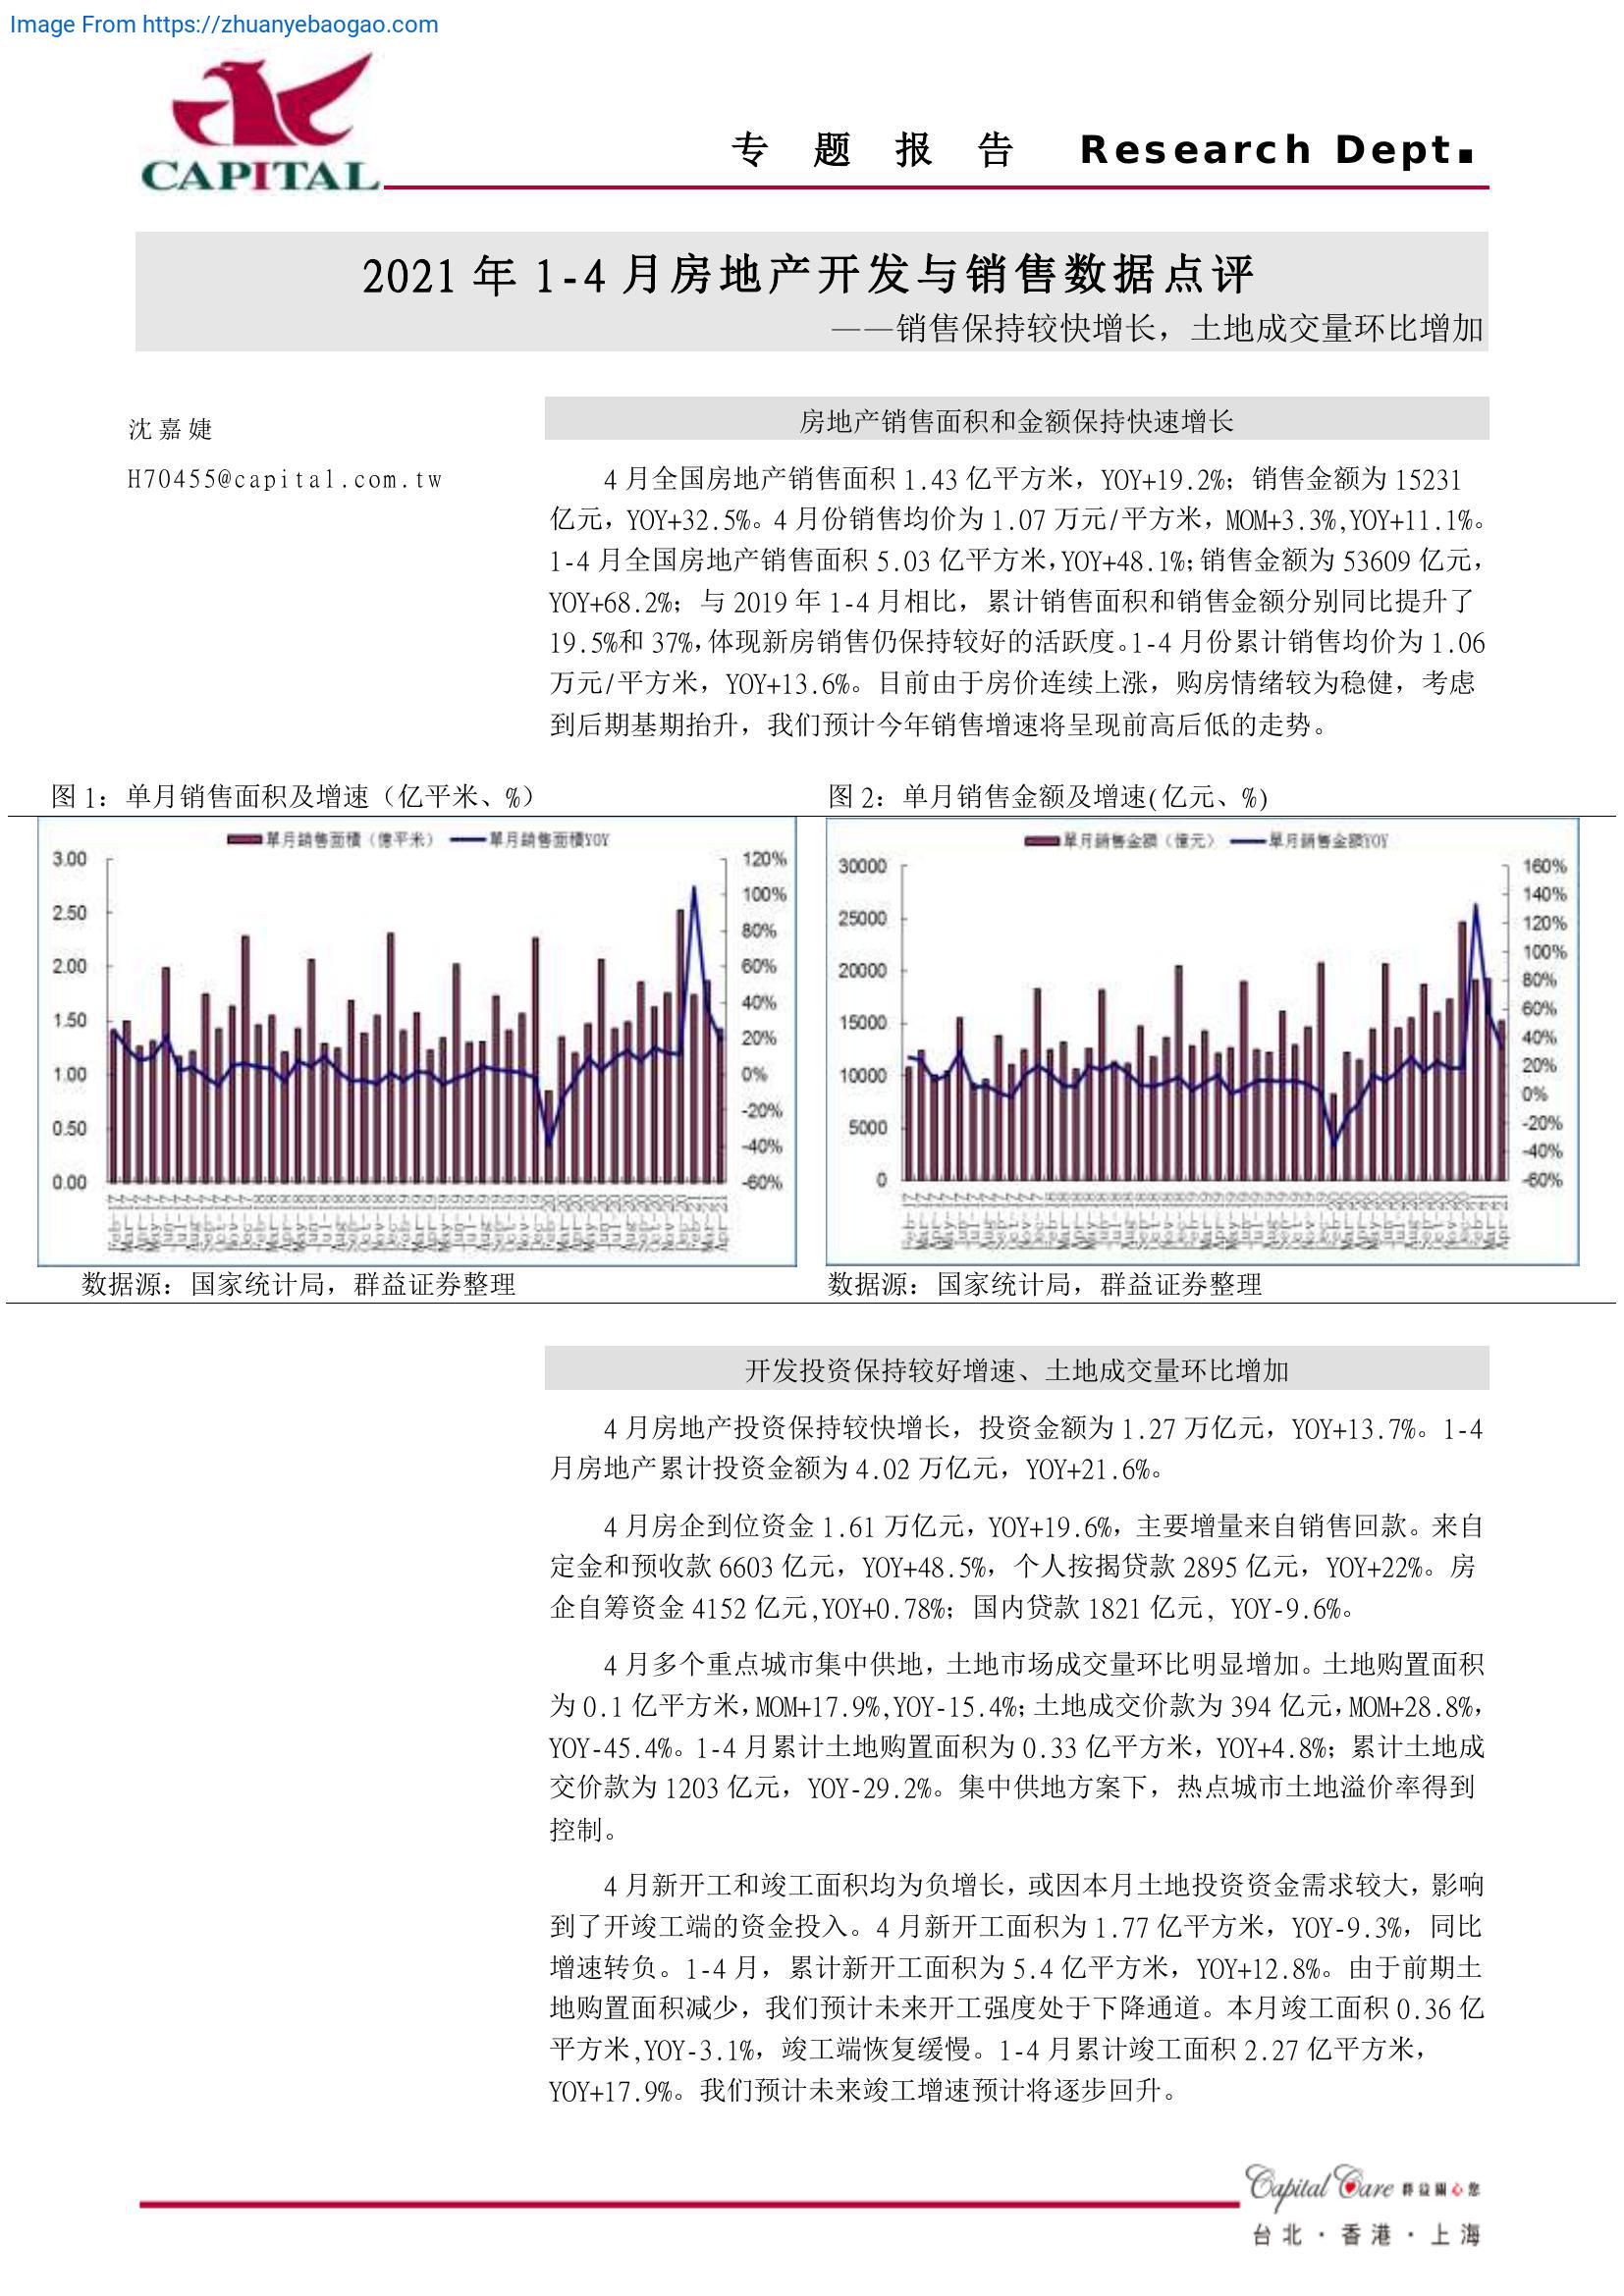 Image From https://zhuanyebaogao.com
CAPITAL
专 题 报 告 Research Dept.
2021 年 1-4 月房地产开发与销售数据点评
——销售保持较快增长，土地成交量环比增加
沈嘉婕
H70455@capital.com.tw
房地产销售面积和金额保持快速增长
4 月全国房地产销售面积 1.43 亿平方米，YOY+19.2%；销售金额为 15231
亿元，YOY+32.5%。4 月份销售均价为 1.07 万元/平方米，MOM+3.3%,YOY+11.1%。
1-4 月全国房地产销售面积 5.03 亿平方米，YOY+48.1%；销售金额为 53609 亿元，
YOY+68.2%；与 2019 年 1-4 月相比，累计销售面积和销售金额分别同比提升了
19.5%和 37%，体现新房销售仍保持较好的活跃度。1-4 月份累计销售均价为 1.06
万元/平方米，YOY+13.6%。目前由于房价连续上涨，购房情绪较为稳健，考虑
到后期基期抬升，我们预计今年销售增速将呈现前高后低的走势。
图 1：单月销售面积及增速（亿平米、%）
單月銷售面積（億平米） 單月銷售面積YOY
3.00
2.50
2.00
1.50
1.00
0.50
0.00
120%
100%
80%
60%
40%
20%
0%
-20%
-40%
-60%
数据源：国家统计局，群益证券整理
图 2：单月销售金额及增速(亿元、%)
單月銷售金額（億元） 單月銷售金額YOY
30000
25000
20000
15000
10000
5000
0
160%
140%
120%
100%
80%
60%
40%
20%
0%
-20%
-40%
-60%
数据源：国家统计局，群益证券整理
开发投资保持较好增速、土地成交量环比增加
4 月房地产投资保持较快增长，投资金额为 1.27 万亿元，YOY+13.7%。1-4
月房地产累计投资金额为 4.02 万亿元，YOY+21.6%。
4 月房企到位资金 1.61 万亿元，YOY+19.6%，主要增量来自销售回款。来自
定金和预收款 6603 亿元，YOY+48.5%，个人按揭贷款 2895 亿元，YOY+22%。房
企自筹资金 4152 亿元,YOY+0.78%；国内贷款 1821 亿元，YOY-9.6%。
4 月多个重点城市集中供地，土地市场成交量环比明显增加。土地购置面积
为 0.1 亿平方米，MOM+17.9%,YOY-15.4%；土地成交价款为 394 亿元，MOM+28.8%，
YOY-45.4%。1-4 月累计土地购置面积为 0.33 亿平方米，YOY+4.8%；累计土地成
交价款为 1203 亿元，YOY-29.2%。集中供地方案下，热点城市土地溢价率得到
控制。
4 月新开工和竣工面积均为负增长，或因本月土地投资资金需求较大，影响
到了开竣工端的资金投入。4 月新开工面积为 1.77 亿平方米，YOY-9.3%，同比
增速转负。1-4 月，累计新开工面积为 5.4 亿平方米，YOY+12.8%。由于前期土
地购置面积减少，我们预计未来开工强度处于下降通道。本月竣工面积 0.36 亿
平方米,YOY-3.1%，竣工端恢复缓慢。1-4 月累计竣工面积 2.27 亿平方米，
YOY+17.9%。我们预计未来竣工增速预计将逐步回升。
Capital Care 群益關心您
台北・香港・上海